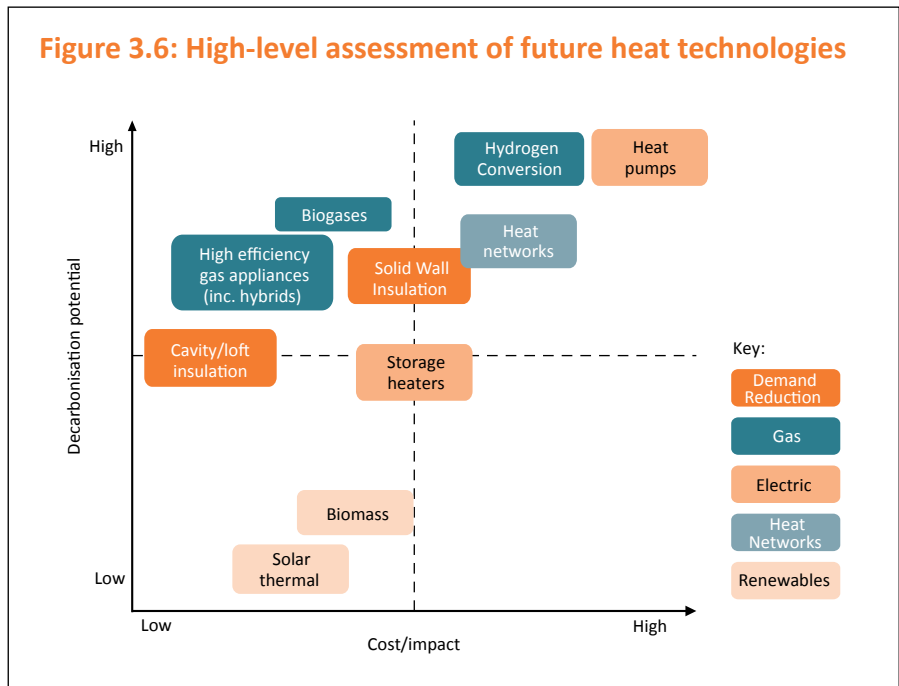 Figure 3.6: High-level assessment of future heat technologies
High
Decarbonisation potential
Low
Hydrogen
Conversion
Heat
pumps
Biogases
Heat
networks
High efficiency
gas appliances
(inc. hybrids)
Solid Wall
Insulation
Cavity/loft
insulation
Storage
heaters
Biomass
Solar
thermal
Low
High
Cost/impact
Key:
Demand
Reduction
Gas
Electric
Heat
Networks
Renewables